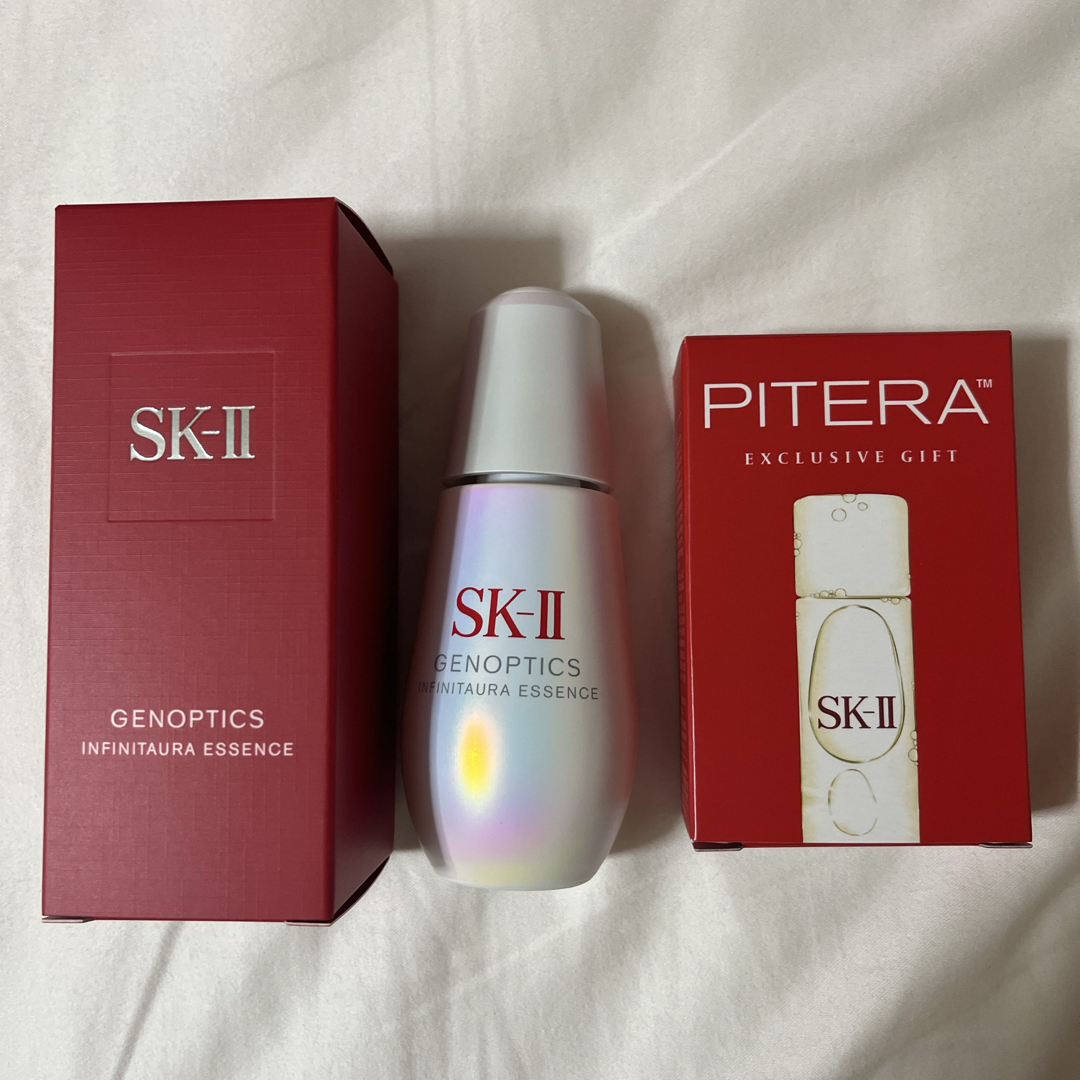 SK-II
GENOPTICS
INFINITAURA ESSENCE
SK-II
GENOPTICS
INFINITAURA ESSENCE
PITERA™
EXCLUSIVE GIFT
SK-II